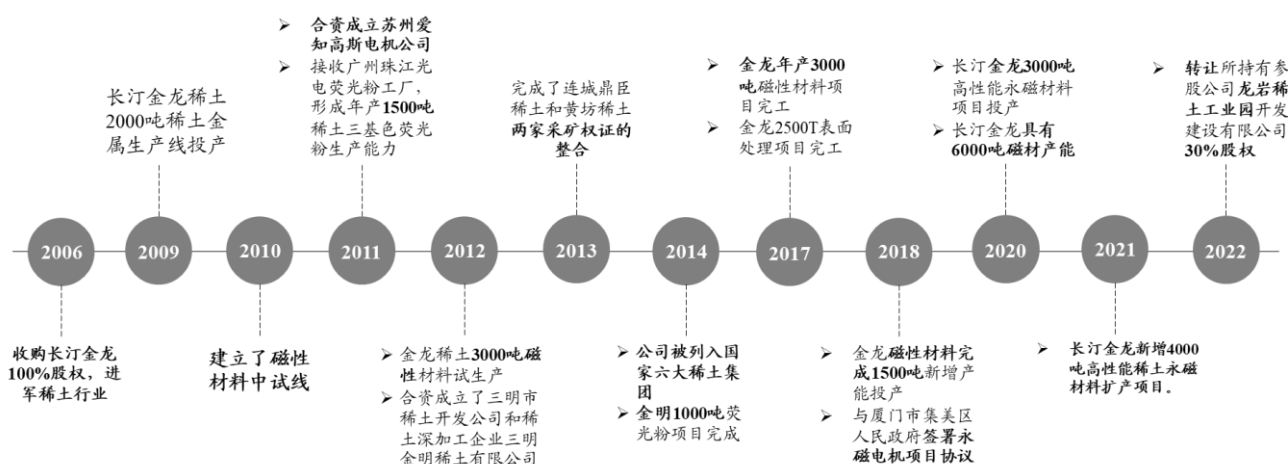 ➢ 合资成立苏州爱
知高斯电机公司
➢ 接收广州珠江光
电荧光粉工厂，
形成年产1500吨
稀土三基色荧光
粉生产能力
长汀金龙稀土
2000吨稀土金
属生产线投产
完成了连城鼎臣
稀土和黄坊稀土
两家采矿权证的
整合
➢ 金龙年产3000
吨磁性材料项
目完工
➢ 金龙2500T表面
处理项目完工
➢ 长汀金龙3000吨
高性能永磁材料
项目投产
➢ 长汀金龙具有
6000吨磁材产能
➢ 转让所持有参
股公司龙岩稀
土工业园开发
建设有限公司
30%股权
2006
2009
2010
2011
2012
2013
2014
2017
2018
2020
2021
2022
收购长汀金龙
100%股权，进
军稀土行业
建立了磁性
材料中试线
➢ 金龙稀土3000吨磁
性材料试生产
➢ 合资成立了三明市
稀土开发公司和稀
土深加工企业三明
金明稀土有限公司
➢ 公司被列入国
家六大稀土集
团
➢ 金明1000吨荧
光粉项目完成
➢ 金龙磁性材料完
成1500吨新增产
能投产
➢ 与厦门市集美区
人民政府签署永
磁电机项目协议
➢ 长汀金龙新增4000
吨高性能稀土永磁
材料扩产项目。